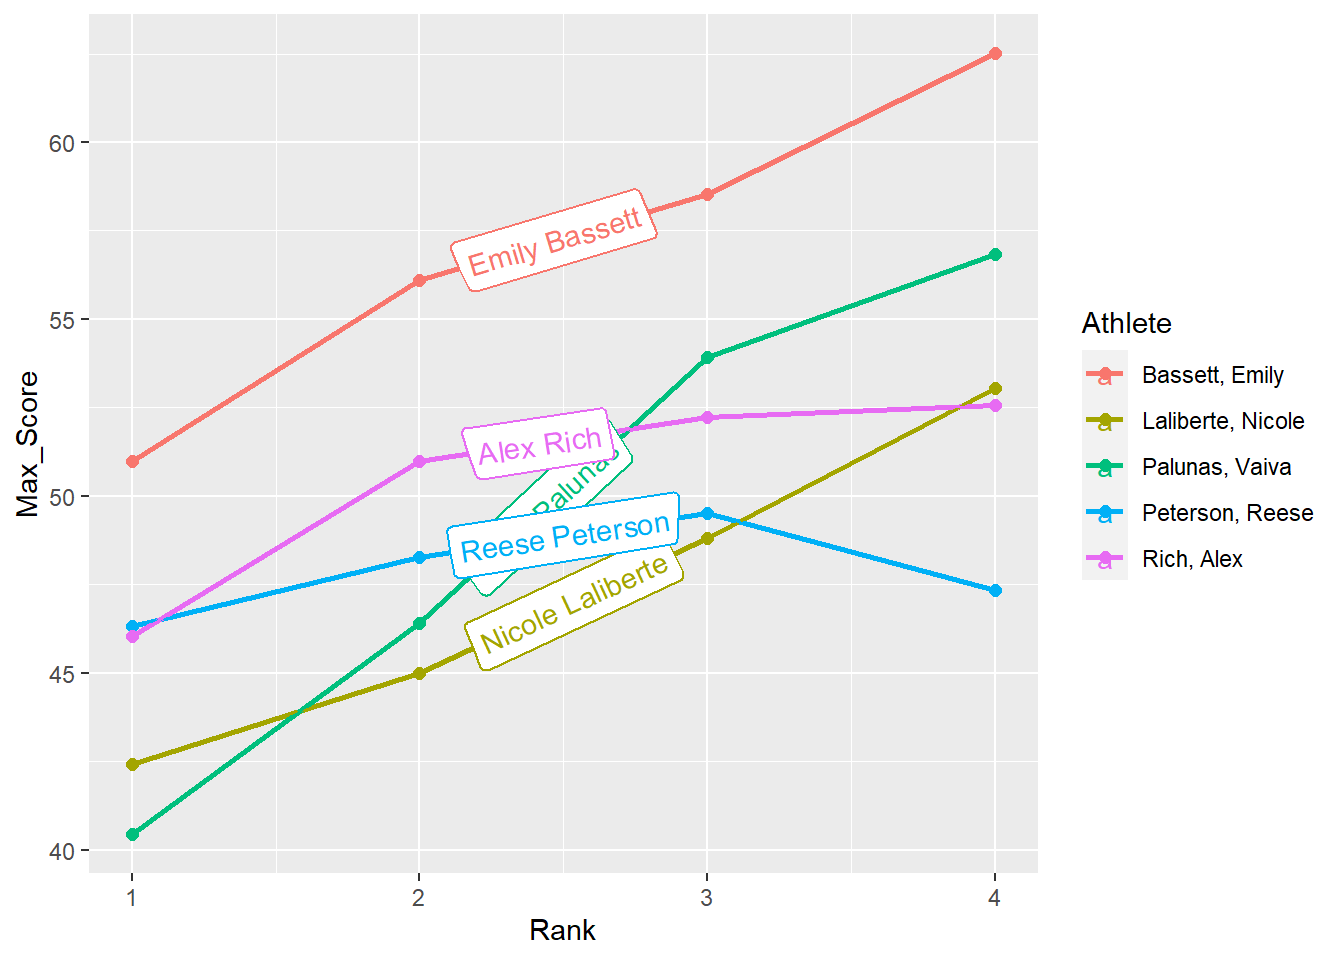 60
55
50
45
40
Max_Score
Emily Bassett
Alex Rich
Palunas
Reese Peterson
Nicole Laliberte
1 2 3 4
Rank
Athlete
a Bassett, Emily
a Laliberte, Nicole
a Palunas, Vaiva
a Peterson, Reese
a Rich, Alex